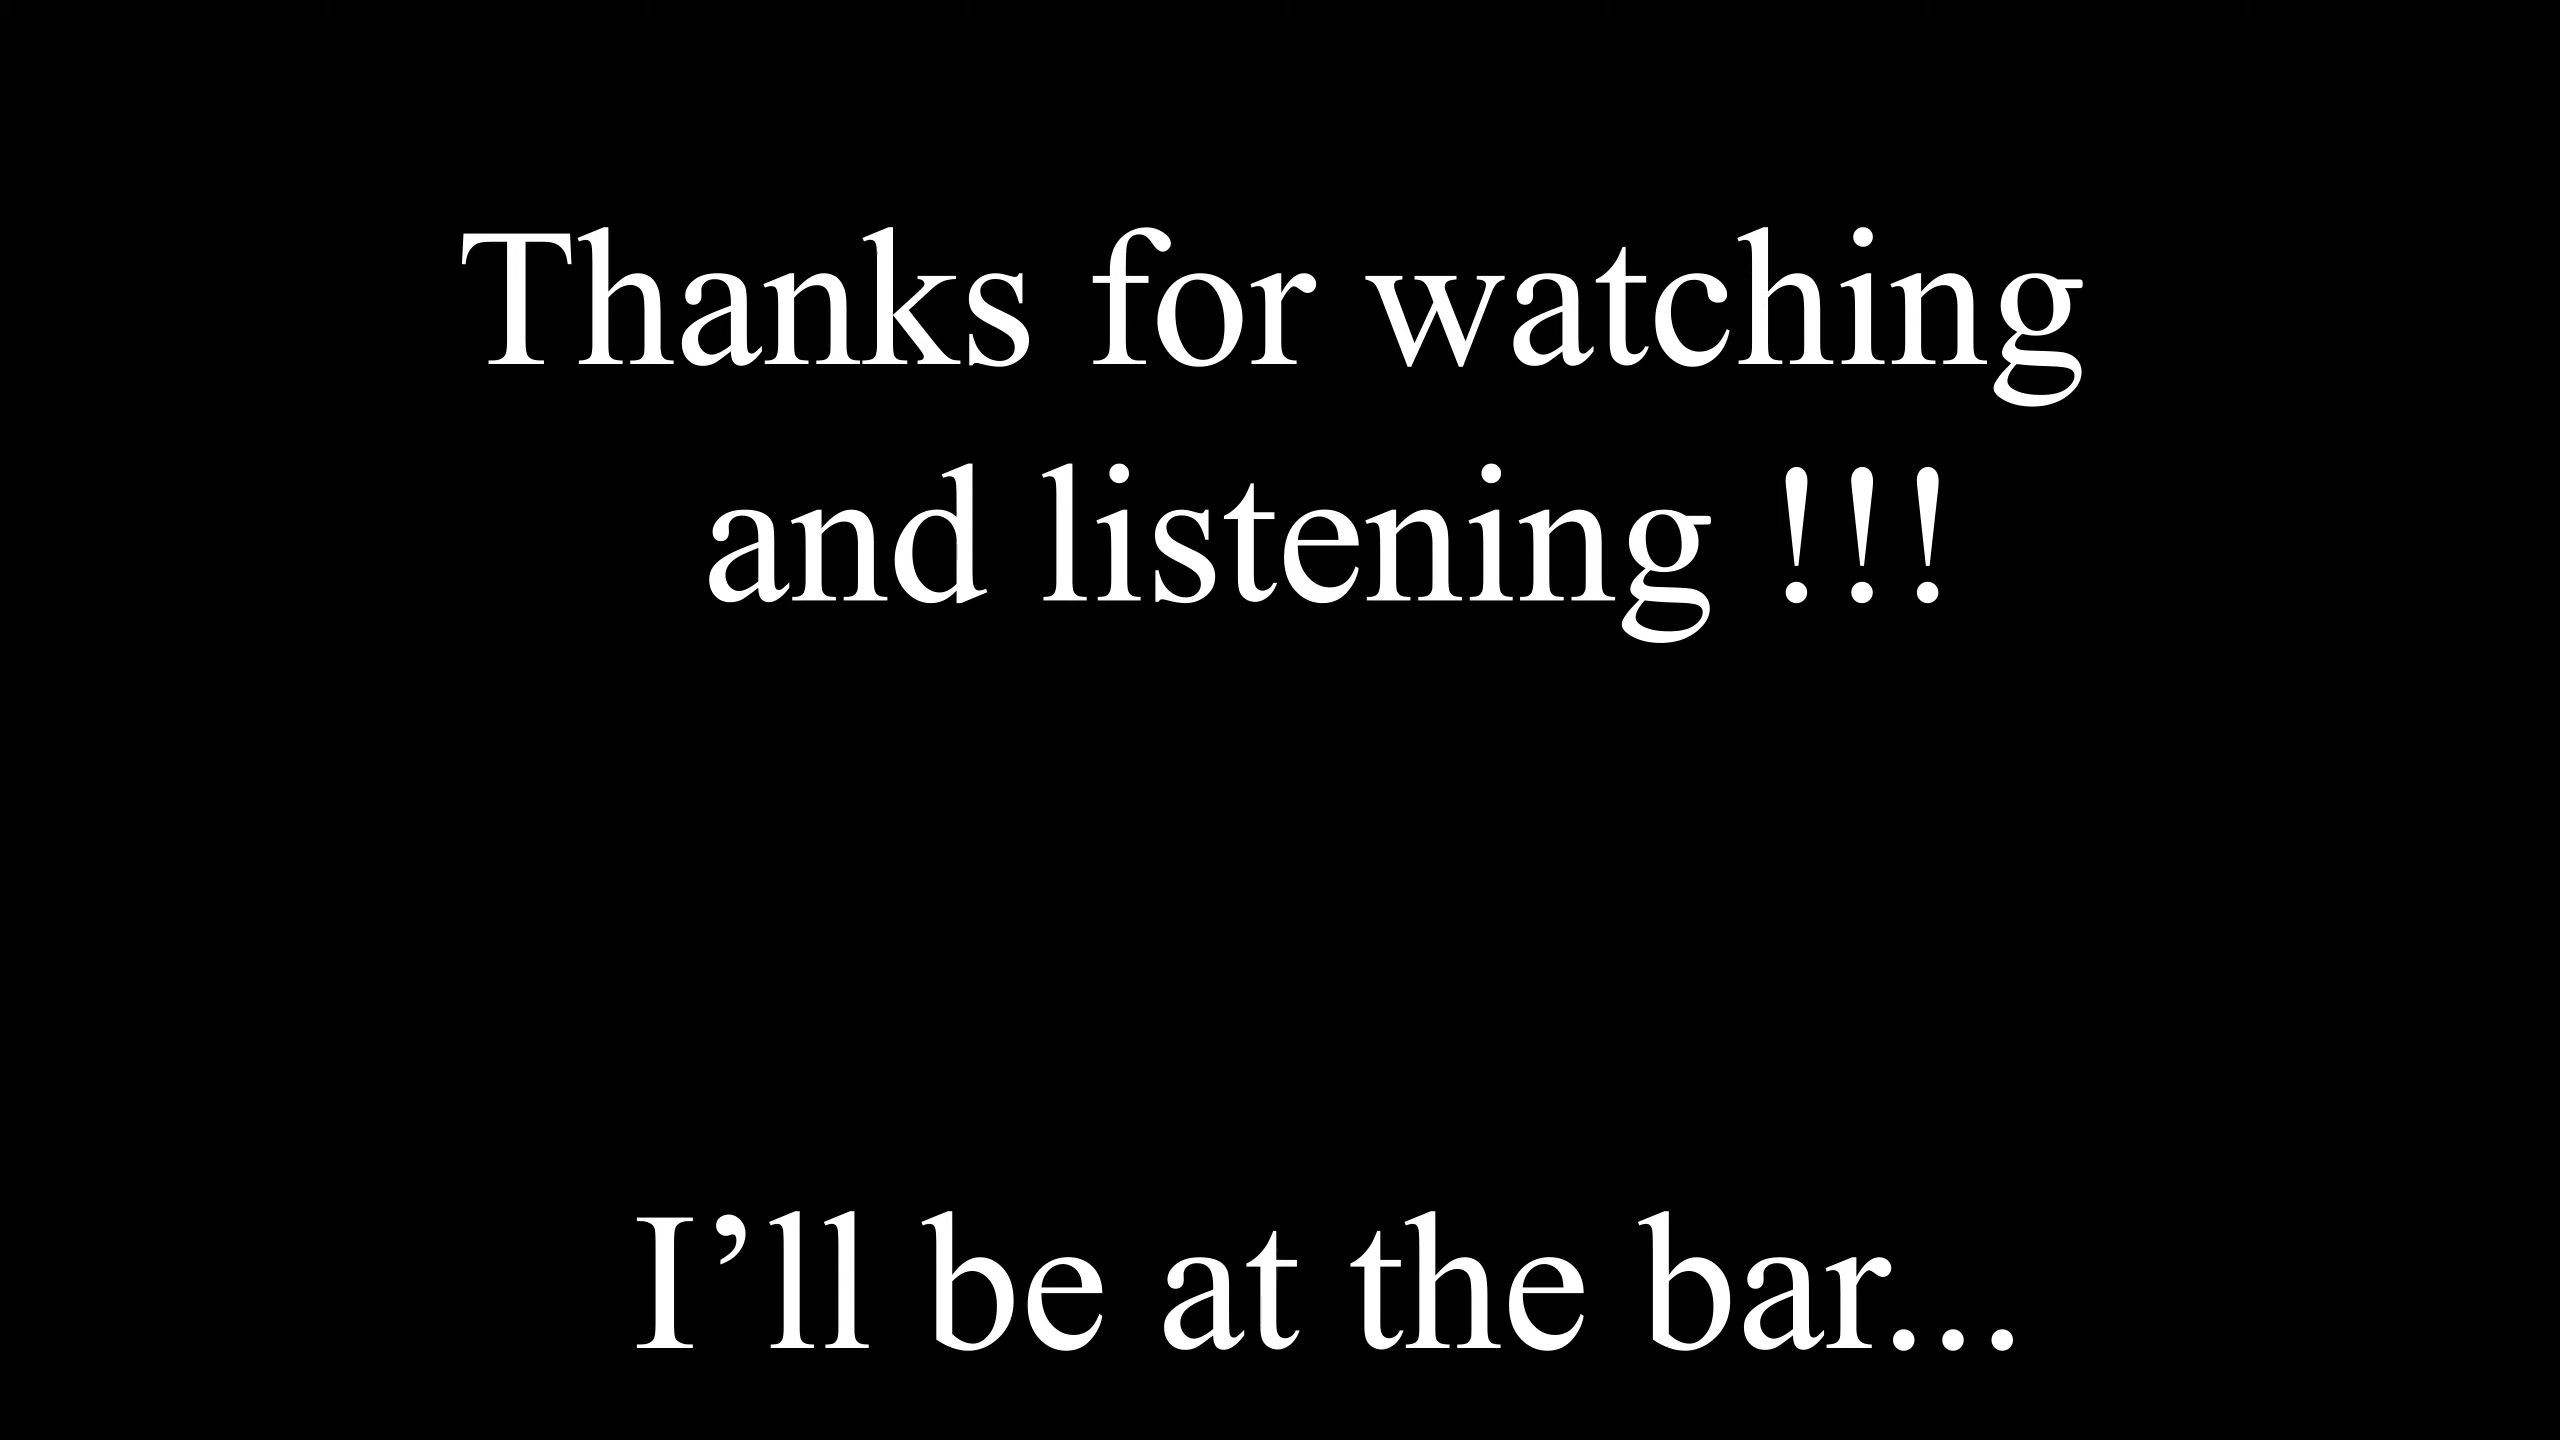 Thanks for watching
and listening !!!
I’ll be at the bar...